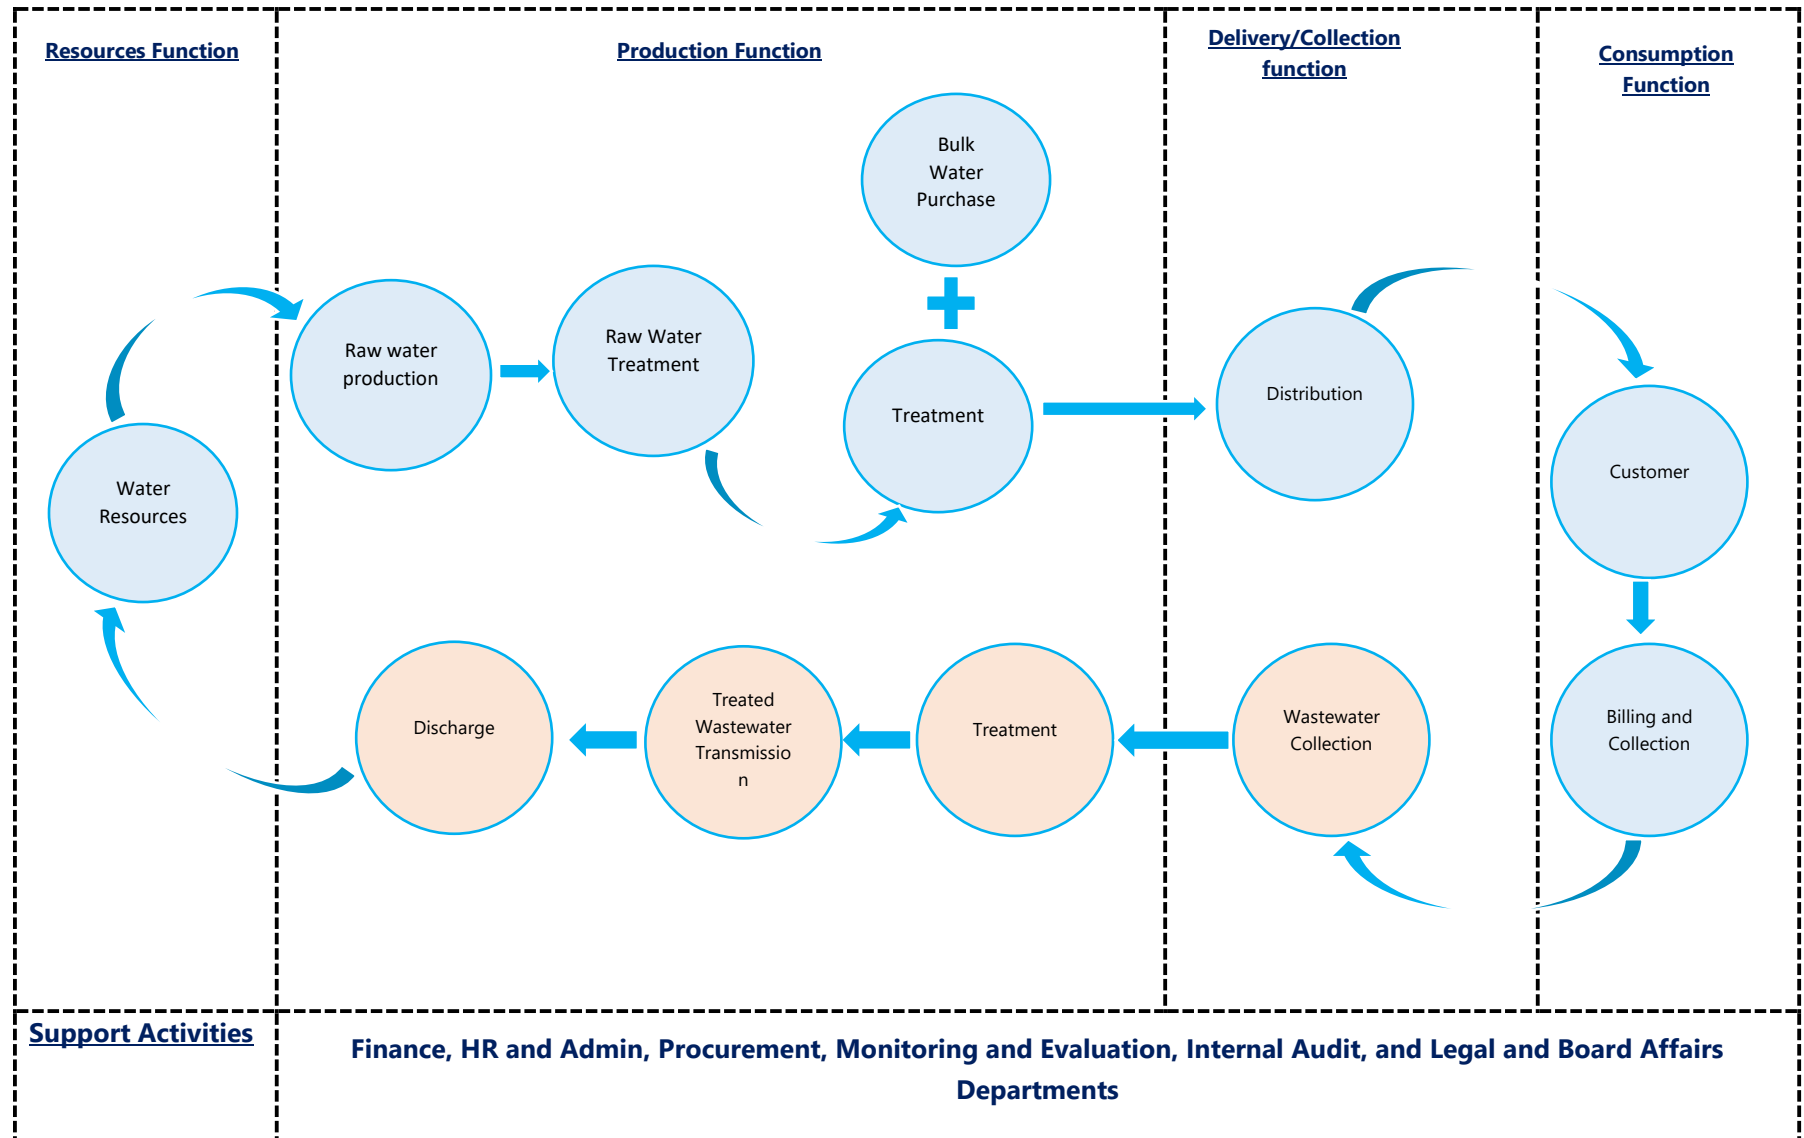 Resources Function
Production Function
Delivery/Collection
function
Consumption
Function
Bulk
Water
Purchase
Raw water
production
Raw Water
Treatment
Treatment
Distribution
Customer
Water
Resources
Discharge
Treated
Wastewater
Transmissio
n
Treatment
Wastewater
Collection
Billing and
Collection
Support Activities
Finance, HR and Admin, Procurement, Monitoring and Evaluation, Internal Audit, and Legal and Board Affairs
Departments